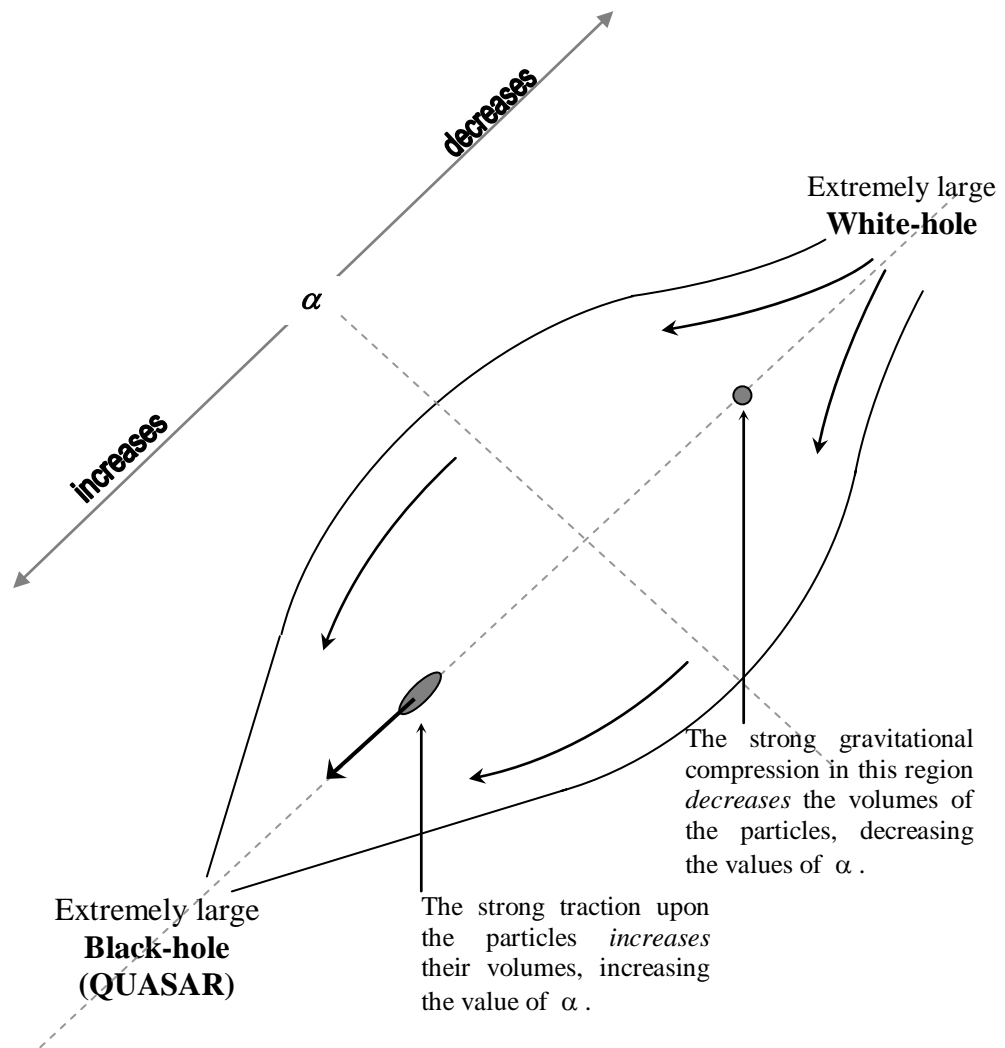 decreases
Extremely large
White-hole
α
increases
The strong gravitational
compression in this region
decreases the volumes of
the particles, decreasing
the values of α .
Extremely large
Black-hole
(QUASAR)
The strong traction upon
the particles increases
their volumes, increasing
the value of α .